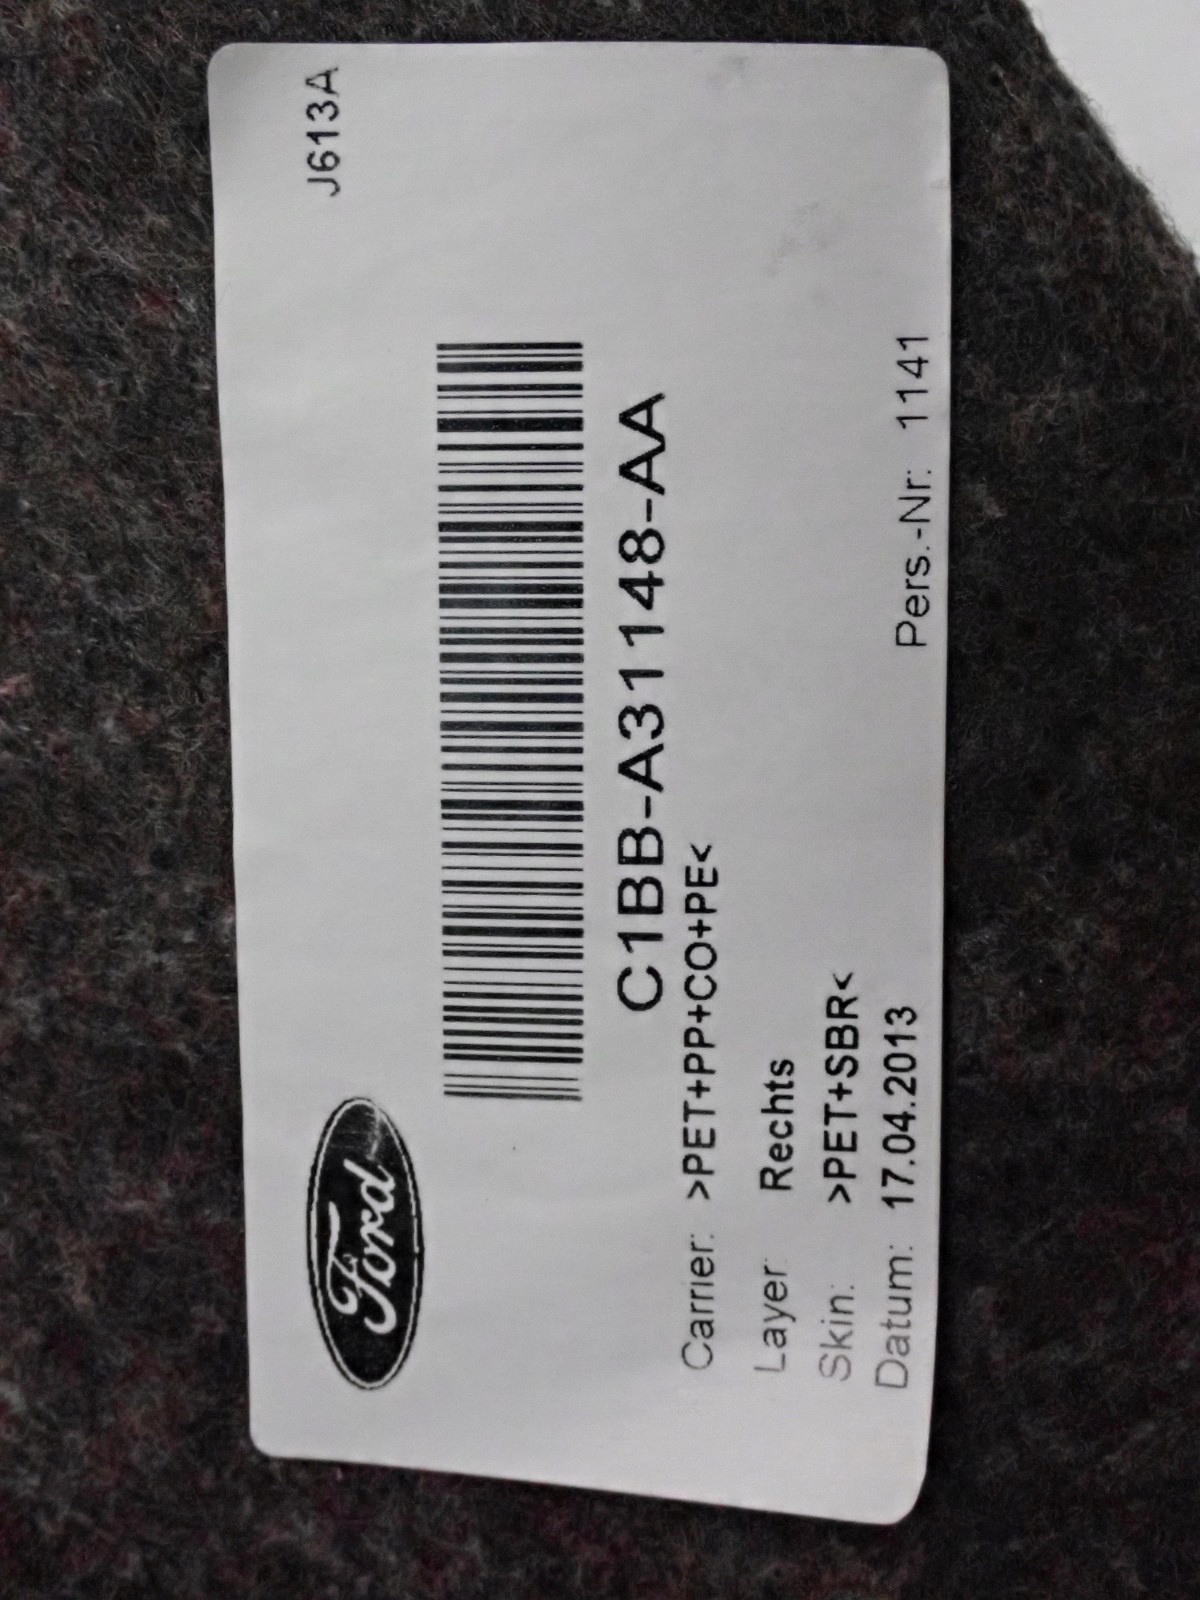 Ford
J613A
C1BB-A31148-AA
Carrier: >PET+PP+CO+PE<
Layer: Rechts
Skin: >PET+SBR<
Datum: 17.04.2013 Pers.-Nr.: 1141